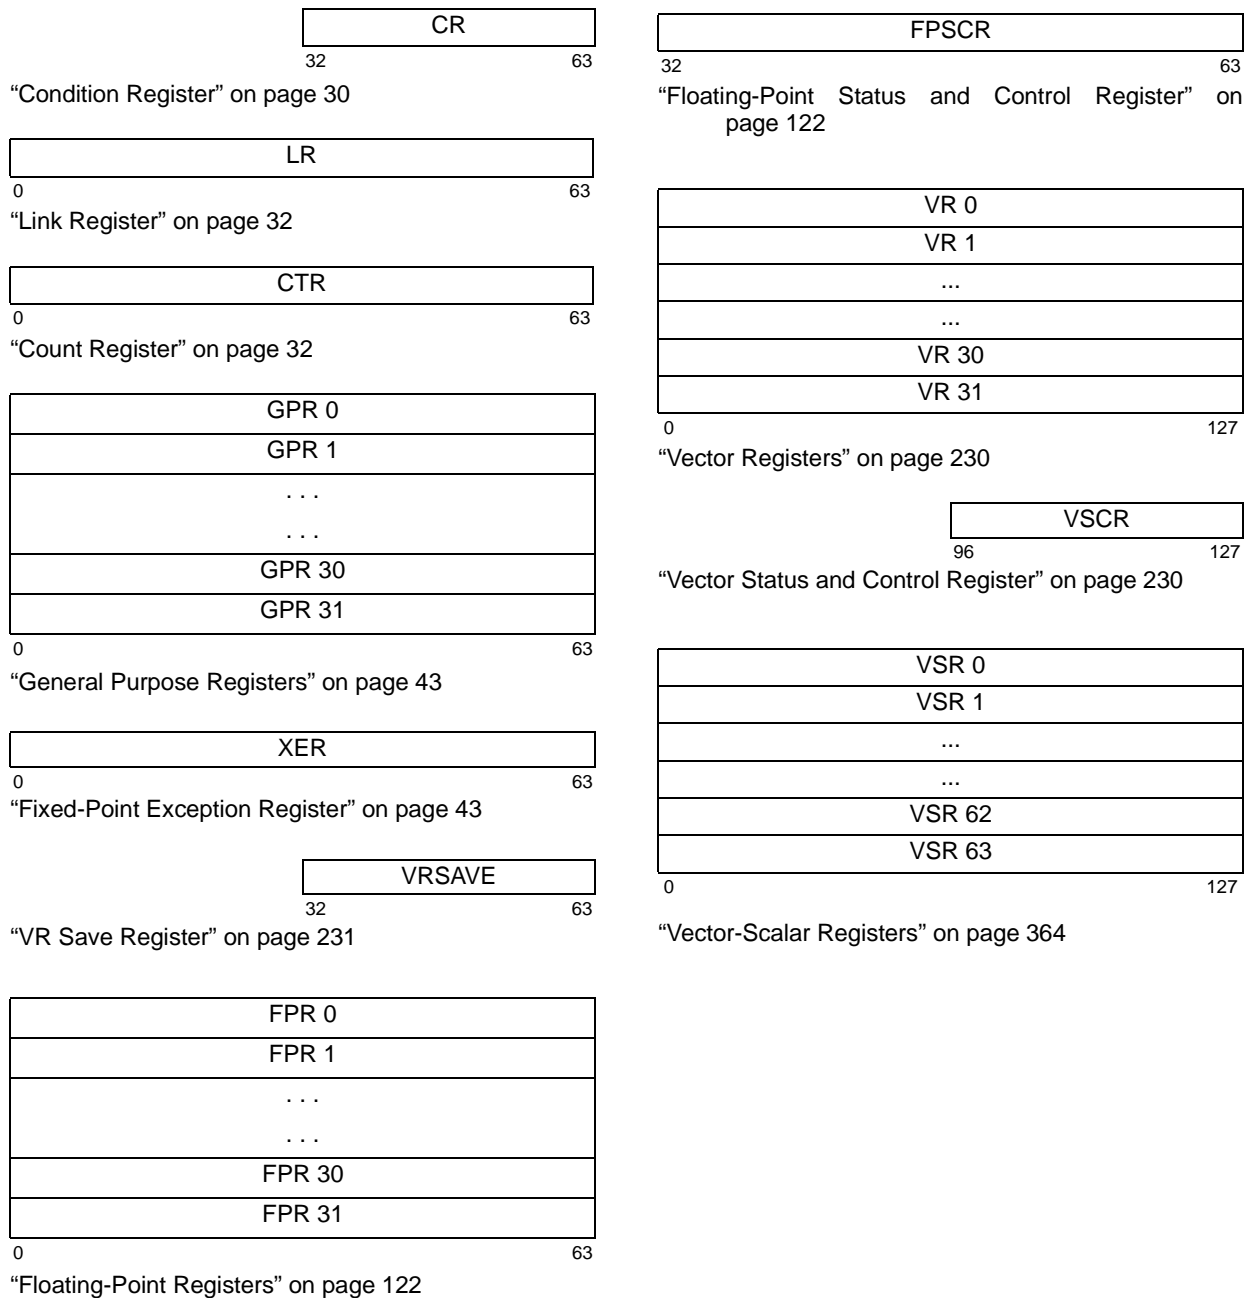 CR
32 63
“Condition Register” on page 30
LR
0 63
“Link Register” on page 32
CTR
0 63
“Count Register” on page 32
GPR 0
GPR 1
. . .
. . .
GPR 30
GPR 31
0 63
“General Purpose Registers” on page 43
XER
0 63
“Fixed-Point Exception Register” on page 43
VRSAVE
32 63
“VR Save Register” on page 231
FPR 0
FPR 1
. . .
. . .
FPR 30
FPR 31
0 63
“Floating-Point Registers” on page 122
FPSCR
32 63
“Floating-Point Status and Control Register” on
page 122
VR 0
VR 1
...
...
VR 30
VR 31
0 127
“Vector Registers” on page 230
VSCR
96 127
“Vector Status and Control Register” on page 230
VSR 0
VSR 1
...
...
VSR 62
VSR 63
0 127
“Vector-Scalar Registers” on page 364